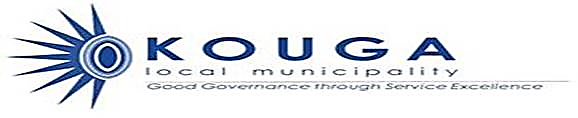 KOUGA
local municipality
Good Governance through Service Excellence